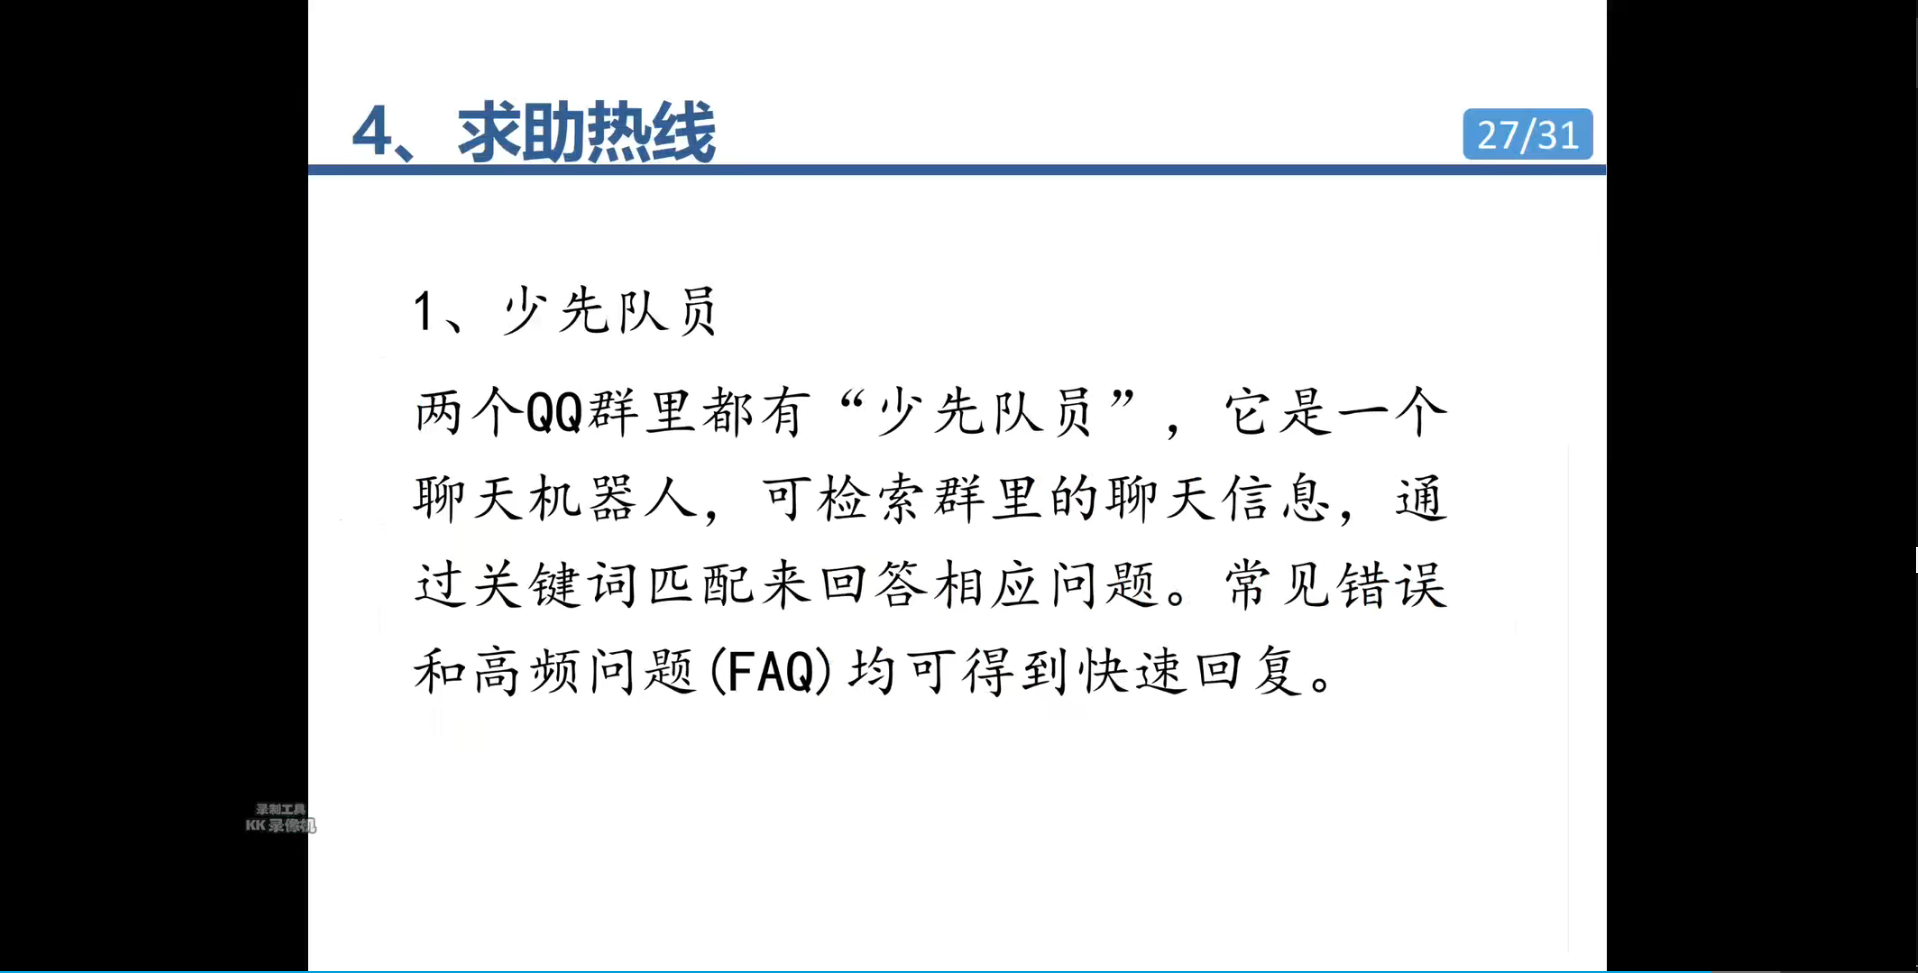 4、求助热线
27/31
1、少先队员
两个QQ群里都有“少先队员”，它是一个
聊天机器人，可检索群里的聊天信息，通
过关键词匹配来回答相应问题。常见错误
和高频问题(FAQ)均可得到快速回复。
录制工具
KK 录像机